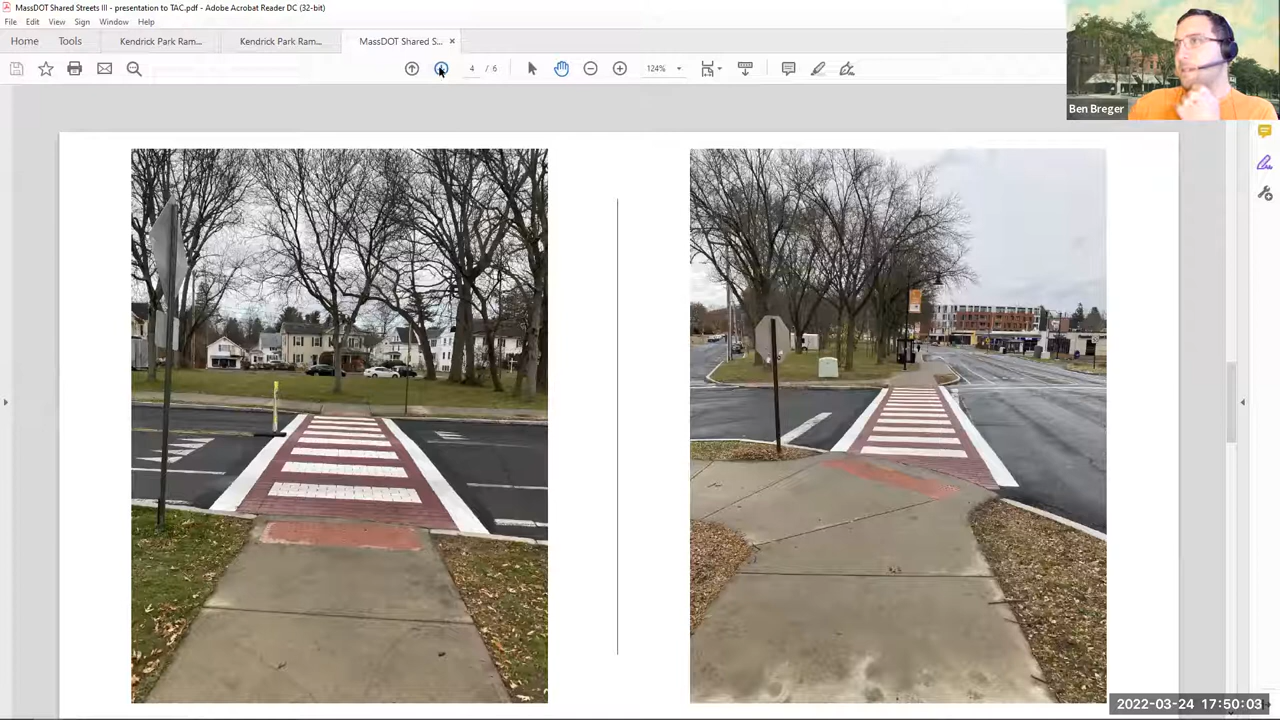 MassDOT Shared Streets III - presentation to TAC.pdf - Adobe Acrobat Reader DC (32-bit)
File Edit View Sign Window Help
Home Tools Kendrick Park Ram... Kendrick Park Ram... MassDOT Shared S... ×
4 / 6 124%
Ben Breger
2022-03-24 17:50:03